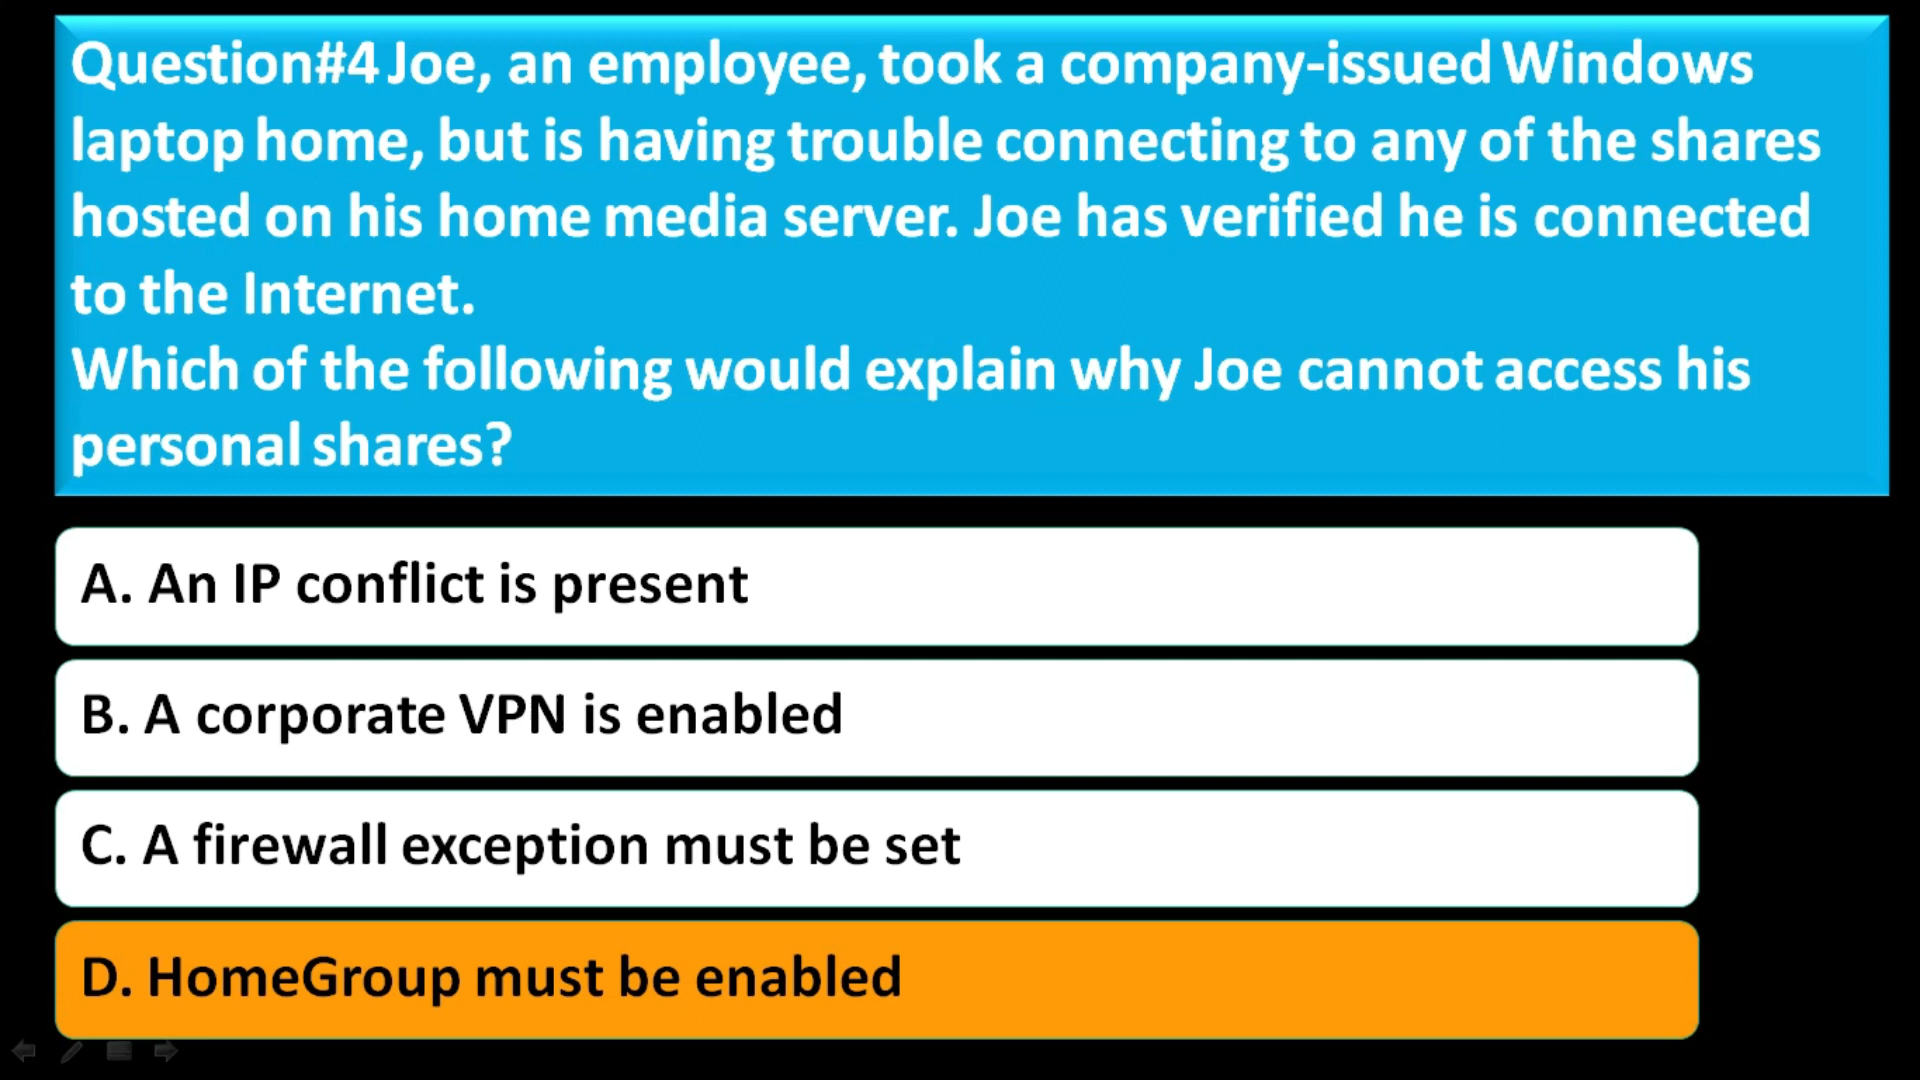 Question#4 Joe, an employee, took a company-issued Windows
laptop home, but is having trouble connecting to any of the shares
hosted on his home media server. Joe has verified he is connected
to the Internet.
Which of the following would explain why Joe cannot access his
personal shares?
A. An IP conflict is present
B. A corporate VPN is enabled
C. A firewall exception must be set
D. HomeGroup must be enabled